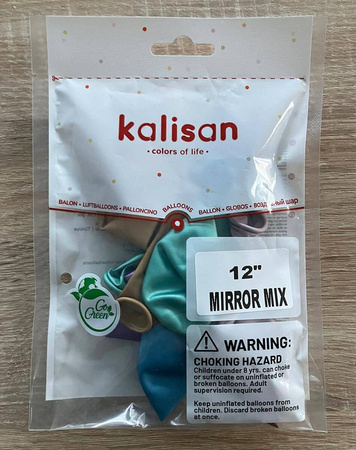 kalisan
• colors of life •
BALON • LUFTBALLOONS • PALLONCINO BALLOONS BALLON • GLOBOS • ВОЗДУШНЫЙ ШАР
12"
MIRROR MIX
Go
Green
WARNING:
CHOKING HAZARD
Children under 8 yrs. can choke
or suffocate on uninflated or
broken balloons. Adult
supervision required.
Keep uninflated balloons from
children. Discard broken balloons
at once.